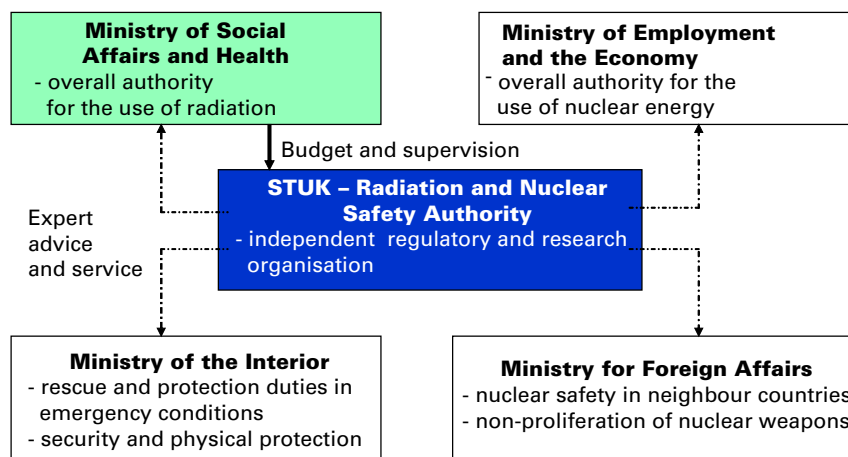 Ministry of Social
Affairs and Health
- overall authority
for the use of radiation
Ministry of Employment
and the Economy
- overall authority for the
use of nuclear energy
Budget and supervision
STUK – Radiation and Nuclear
Safety Authority
- independent regulatory and research
organisation
Expert
advice
and service
Ministry of the Interior
- rescue and protection duties in
emergency conditions
- security and physical protection
Ministry for Foreign Affairs
- nuclear safety in neighbour countries
- non-proliferation of nuclear weapons